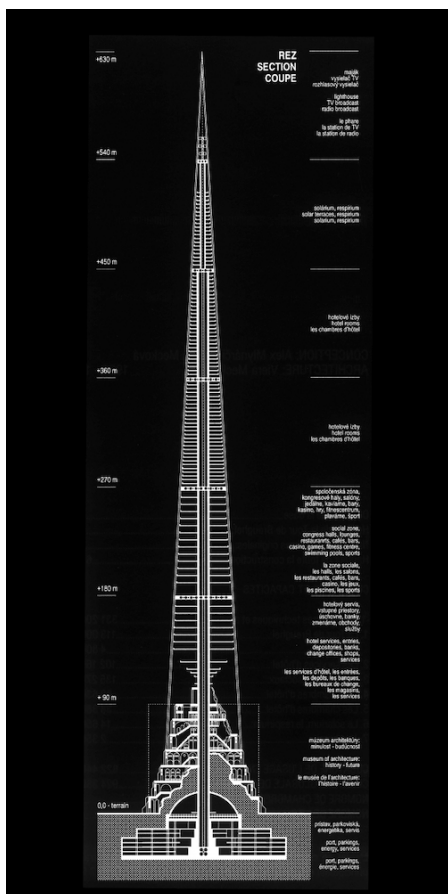 +630 m
REZ
SECTION
COUPE
maják
vysielač TV
rozhlasový vysielač
lighthouse
TV broadcast
radio broadcast
le phare
la station de TV
la station de radio
+540 m
solárium, respírium
solar terraces, respirium
solarium, respirium
+450 m
hotelové izby
hotel rooms
les chambres d'hôtel
+360 m
hotelové izby
hotel rooms
les chambres d'hôtel
+270 m
spoločenská zóna,
kongresové haly, salóny,
jedálne, kaviarne, bary,
kasíno, hry, fitnescentrum,
plavárne, šport
social zone,
congress halls, lounges,
restaurants, cafés, bars,
casino, games, fitness centre,
swimming pools, sports
la zone sociale,
les halls, les salons,
les restaurants, cafés, bars,
casino, les jeux,
les piscines, les sports
+180 m
hotelový servis,
vstupné priestory,
úschovne, banky,
zmenárne, obchody,
služby
hotel services, entries,
depositories, banks,
change offices, shops,
services
les services d'hôtel, les entrées,
les depôts, les banques,
les bureaux de change,
les magasins,
les services
+ 90 m
múzeum architektúry:
minulosť - budúcnosť
museum of architecture:
history - future
le musée de l'architecture:
l'histoire - l'avenir
0,0 - terrain
prístav, parkoviská,
energetika, servis
port, parkings,
energy, services
port, parkings,
énergie, services